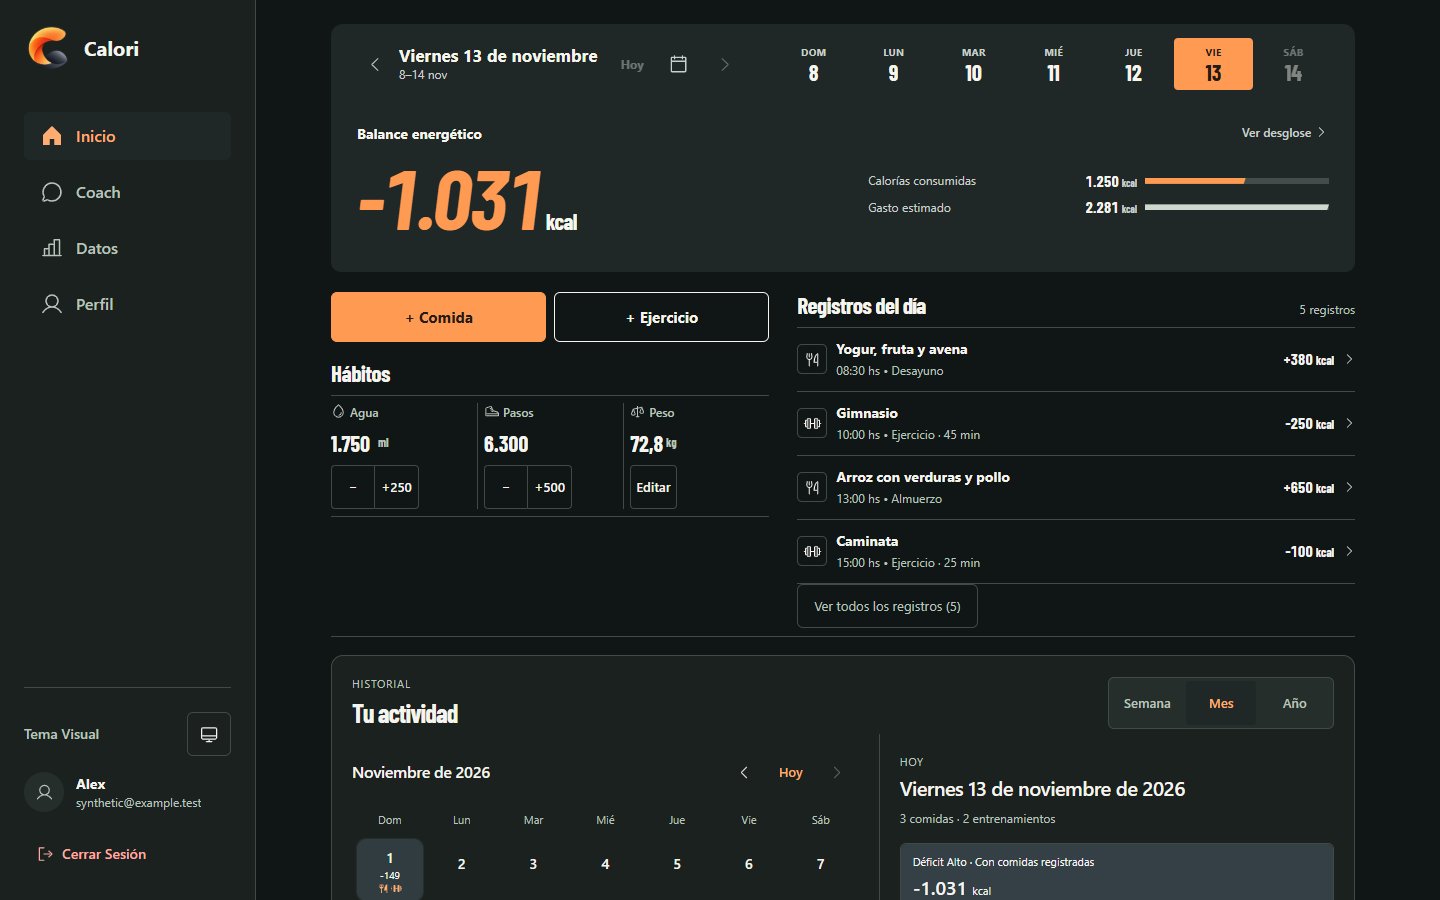 Calori
Inicio
Coach
Datos
Perfil
Tema Visual
Alex
synthetic@example.test
Cerrar Sesión
Viernes 13 de noviembre
8–14 nov
Hoy
DOM LUN MAR MIÉ JUE VIE SÁB
8 9 10 11 12 13 14
Balance energético
Ver desglose
-1.031 kcal
Calorías consumidas 1.250 kcal
Gasto estimado 2.281 kcal
+ Comida
+ Ejercicio
Hábitos
Agua
1.750 ml
− +250
Pasos
6.300
− +500
Peso
72,8 kg
Editar
Registros del día
5 registros
Yogur, fruta y avena
08:30 hs • Desayuno
+380 kcal
Gimnasio
10:00 hs • Ejercicio · 45 min
-250 kcal
Arroz con verduras y pollo
13:00 hs • Almuerzo
+650 kcal
Caminata
15:00 hs • Ejercicio · 25 min
-100 kcal
Ver todos los registros (5)
HISTORIAL
Tu actividad
Semana Mes Año
Noviembre de 2026
Hoy
Dom Lun Mar Mié Jue Vie Sáb
1 2 3 4 5 6 7
-149
HOY
Viernes 13 de noviembre de 2026
3 comidas · 2 entrenamientos
Déficit Alto · Con comidas registradas
-1.031 kcal